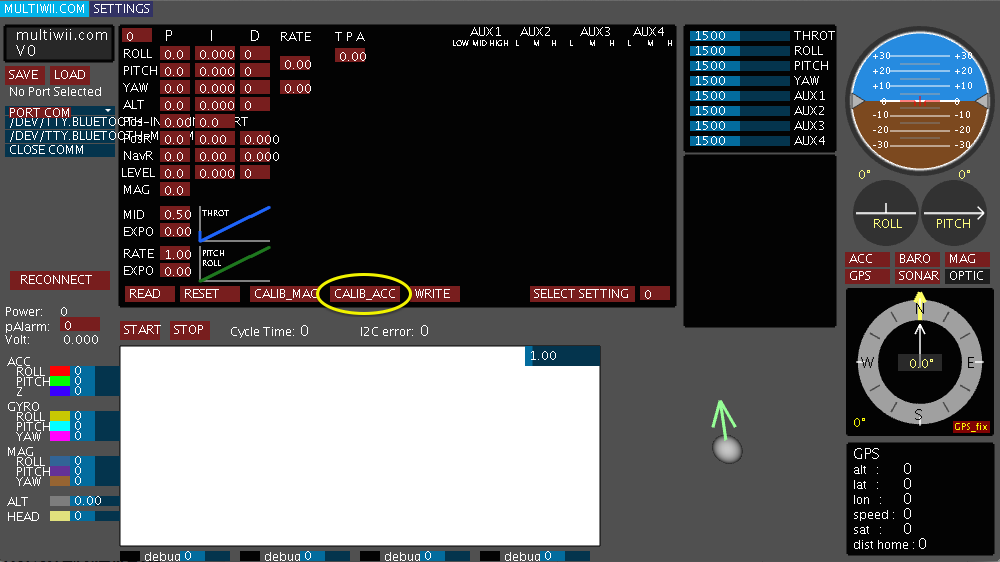 MULTIWII.COM SETTINGS
multiwii.com
V0
SAVE LOAD
No Port Selected
PORT COM
/DEV/TTY.BLUETOOTH
/DEV/TTY.BLUETOOTH
CLOSE COMM
RECONNECT
Power: 0
pAlarm: 0
Volt: 0.000
0 P I D RATE T P A
ROLL 0.0 0.000 0
0.00 0.00
PITCH 0.0 0.000 0
YAW 0.0 0.000 0 0.00
ALT 0.0 0.000 0
Pos 0.00 0.0
PosR 0.0 0.00 0.000
NavR 0.0 0.00 0.000
LEVEL 0.0 0.000 0
MAG 0.0
MID 0.50 THROT
EXPO 0.00
RATE 1.00 PITCH
ROLL
EXPO 0.00
AUX1 AUX2 AUX3 AUX4
LOW MID HIGH L M H L M H L M H
READ RESET CALIB_MAG CALIB_ACC WRITE SELECT SETTING 0
START STOP Cycle Time: 0 I2C error: 0
1.00
ACC
ROLL 0
PITCH 0
Z 0
GYRO
ROLL 0
PITCH 0
YAW 0
MAG
ROLL 0
PITCH 0
YAW 0
ALT 0.00
HEAD 0
debug 0 debug 0 debug 0 debug 0
1500 THROT
1500 ROLL
1500 PITCH
1500 YAW
1500 AUX1
1500 AUX2
1500 AUX3
1500 AUX4
+30 +30
+20 +20
+10 +10
0 0
-10 -10
-20 -20
-30 -30
0° 0°
ROLL PITCH
ACC BARO MAG
GPS SONAR OPTIC
N
W 0.0° E
S
0° GPS_fix
GPS
alt : 0
lat : 0
lon : 0
speed : 0
sat : 0
dist home : 0